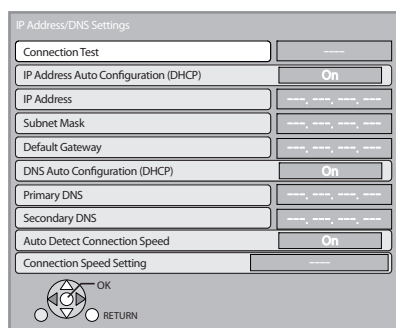 IP Address/DNS Settings
Connection Test ----
IP Address Auto Configuration (DHCP) On
IP Address ---. ---. ---. ---
Subnet Mask ---. ---. ---. ---
Default Gateway ---. ---. ---. ---
DNS Auto Configuration (DHCP) On
Primary DNS ---. ---. ---. ---
Secondary DNS ---. ---. ---. ---
Auto Detect Connection Speed On
Connection Speed Setting ----
OK
RETURN